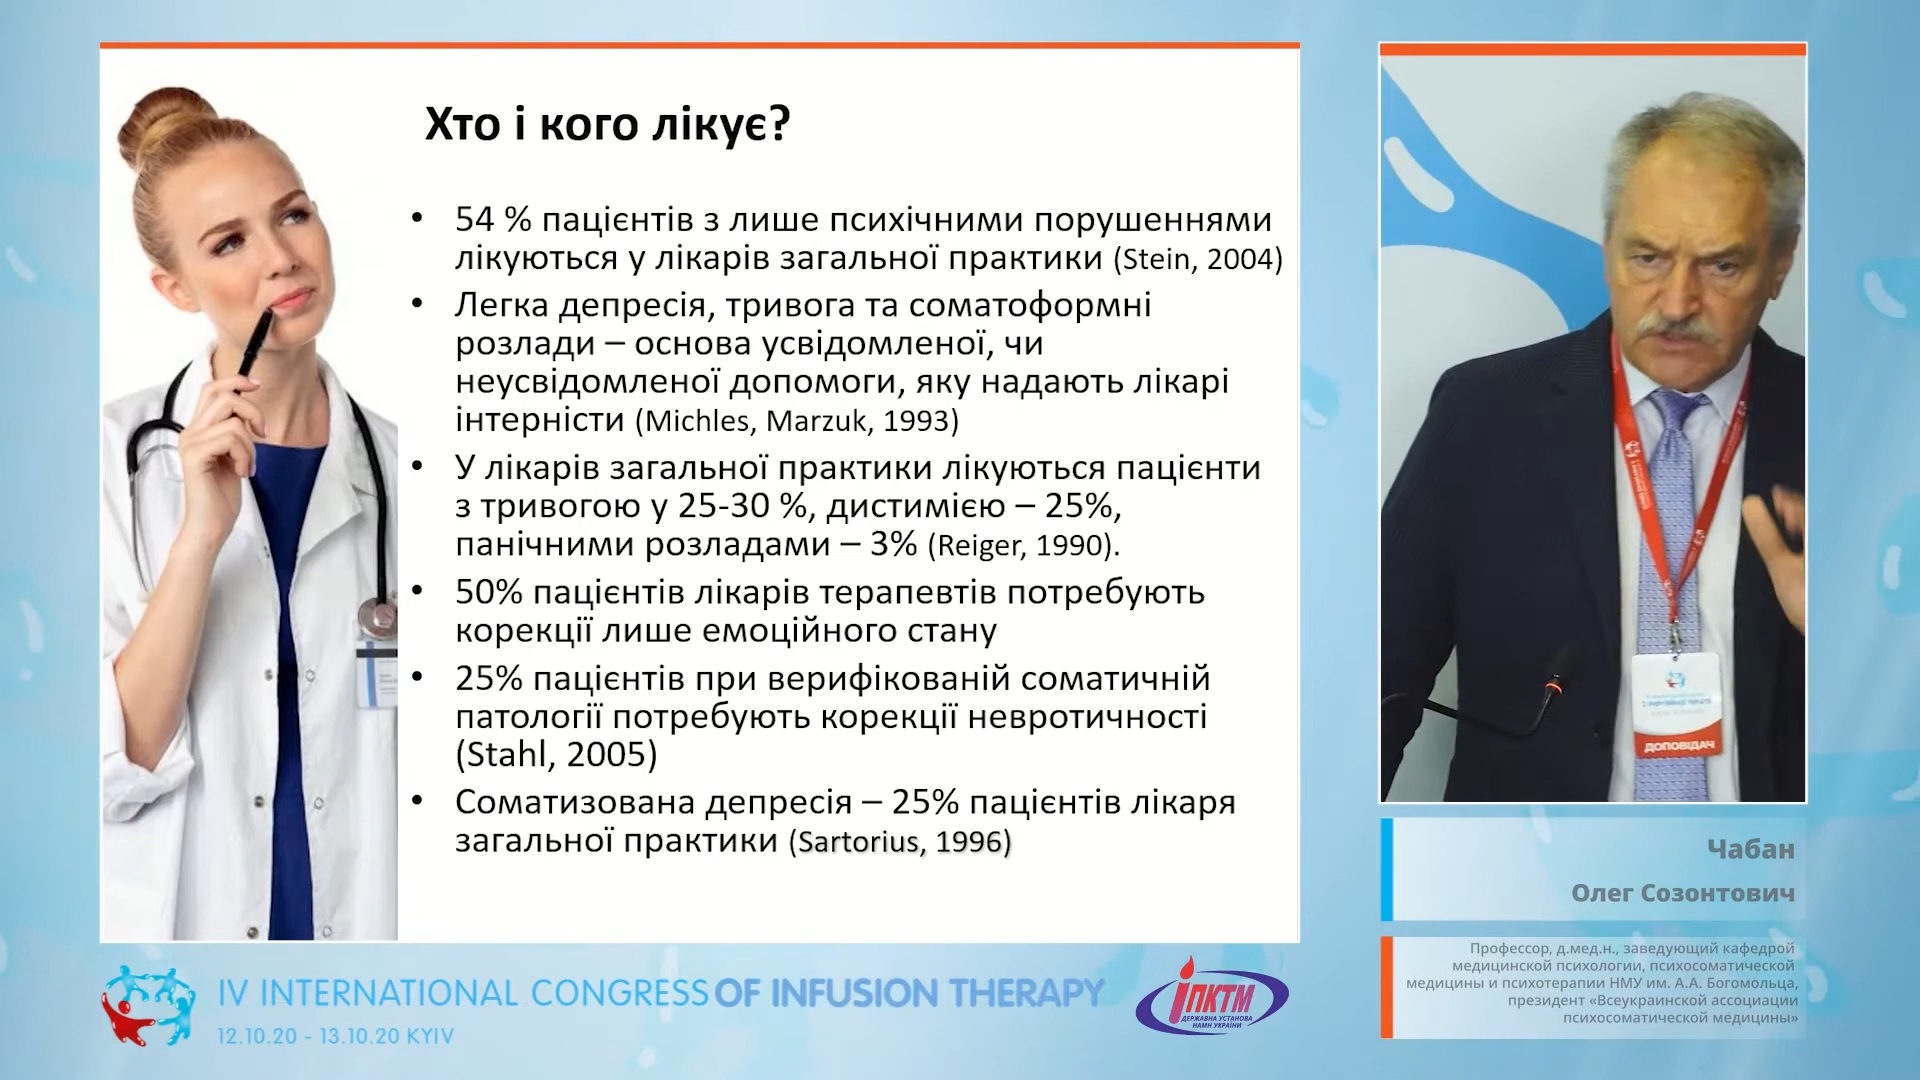 Хто і кого лікує?
• 54 % пацієнтів з лише психічними порушеннями
лікуються у лікарів загальної практики (Stein, 2004)
• Легка депресія, тривога та соматоформні
розлади – основа усвідомленої, чи
неусвідомленої допомоги, яку надають лікарі
інтерністи (Michles, Marzuk, 1993)
• У лікарів загальної практики лікуються пацієнти
з тривогою у 25-30 %, дистимією – 25%,
панічними розладами – 3% (Reiger, 1990).
• 50% пацієнтів лікарів терапевтів потребують
корекції лише емоційного стану
• 25% пацієнтів при верифікованій соматичній
патології потребують корекції невротичності
(Stahl, 2005)
• Соматизована депресія – 25% пацієнтів лікаря
загальної практики (Sartorius, 1996)
ДОПОВІДАЧ
Чабан
Олег Созонтович
Профессор, д.мед.н., заведующий кафедрой
медицинской психологии, психосоматической
медицины и психотерапии НМУ им. А.А. Богомольца,
президент «Всеукраинской ассоциации
психосоматической медицины»
IV INTERNATIONAL CONGRESS OF INFUSION THERAPY
12.10.20 - 13.10.20 KYIV
ІПКТМ
ДЕРЖАВНА УСТАНОВА
НАМН УКРАЇНИ